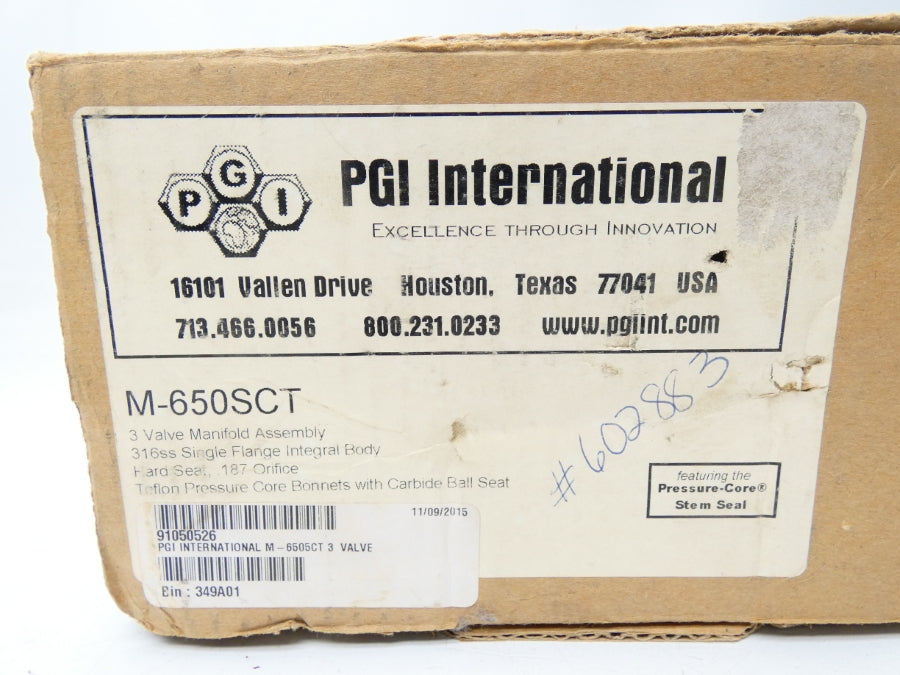 PGI
PGI International
EXCELLENCE THROUGH INNOVATION
16101 Vallen Drive Houston, Texas 77041 USA
713.466.0056 800.231.0233 www.pgiint.com
M-650SCT
3 Valve Manifold Assembly
316ss Single Flange Integral Body
Hard Seat, .187 Orifice
Teflon Pressure Core Bonnets with Carbide Ball Seat
#602883
featuring the
Pressure-Core®
Stem Seal
11/09/2015
91050526
PGI INTERNATIONAL M - 6505CT 3 VALVE
Bin : 349A01